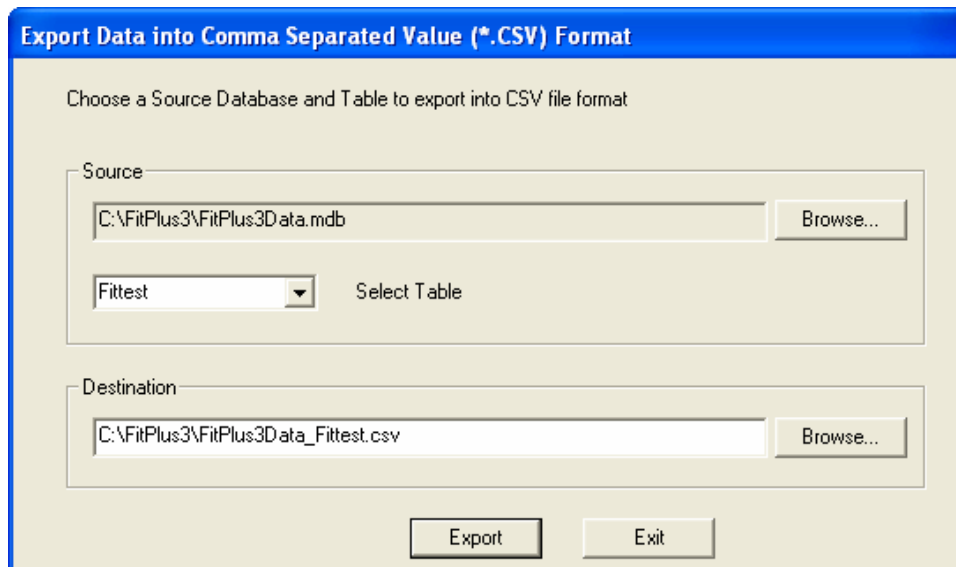 Export Data into Comma Separated Value (*.CSV) Format
Choose a Source Database and Table to export into CSV file format
Source
C:\FitPlus3\FitPlus3Data.mdb
Browse...
Fittest
Select Table
Destination
C:\FitPlus3\FitPlus3Data_Fittest.csv
Browse...
Export
Exit